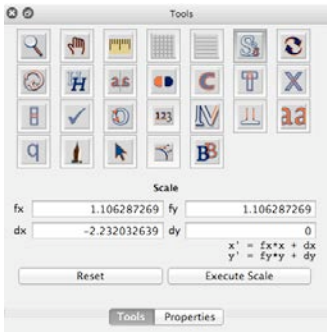 Tools
Scale
fx 1.106287269 fy 1.106287269
dx -2.232032639 dy 0
x' = fx*x + dx
y' = fy*y + dy
Reset Execute Scale
Tools Properties